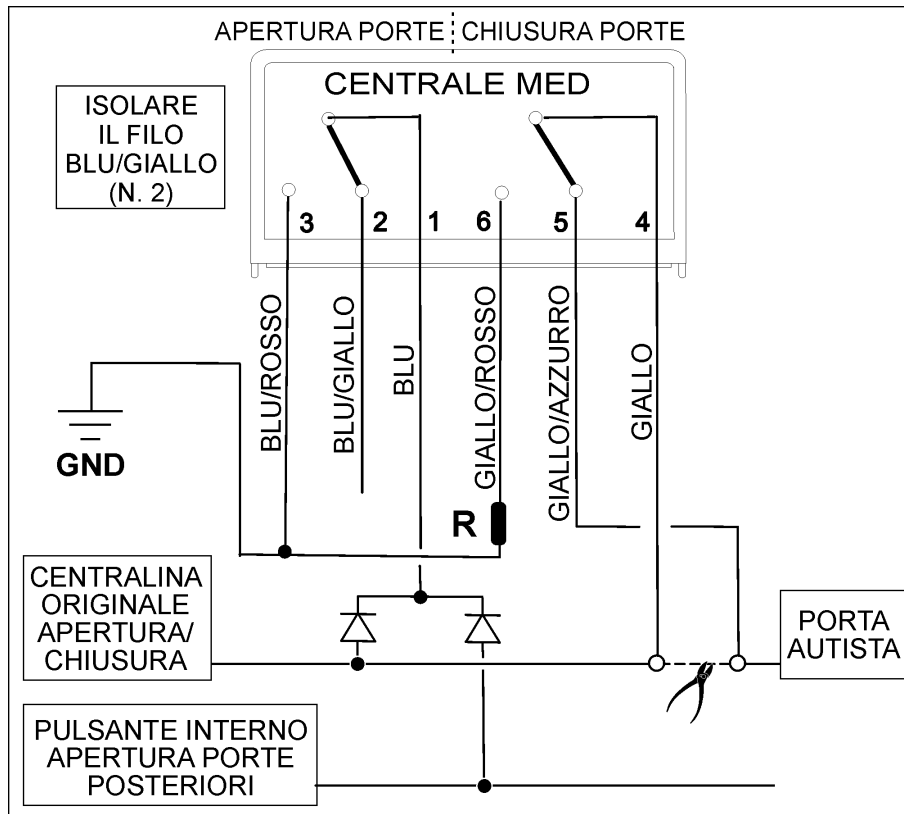 APERTURA PORTE CHIUSURA PORTE
CENTRALE MED
ISOLARE
IL FILO
BLU/GIALLO
(N. 2)
3 2 1 6 5 4
BLU/ROSSO
BLU/GIALLO
BLU
GIALLO/ROSSO
GIALLO/AZZURRO
GIALLO
GND
R
CENTRALINA
ORIGINALE
APERTURA/
CHIUSURA
PORTA
AUTISTA
PULSANTE INTERNO
APERTURA PORTE
POSTERIORI